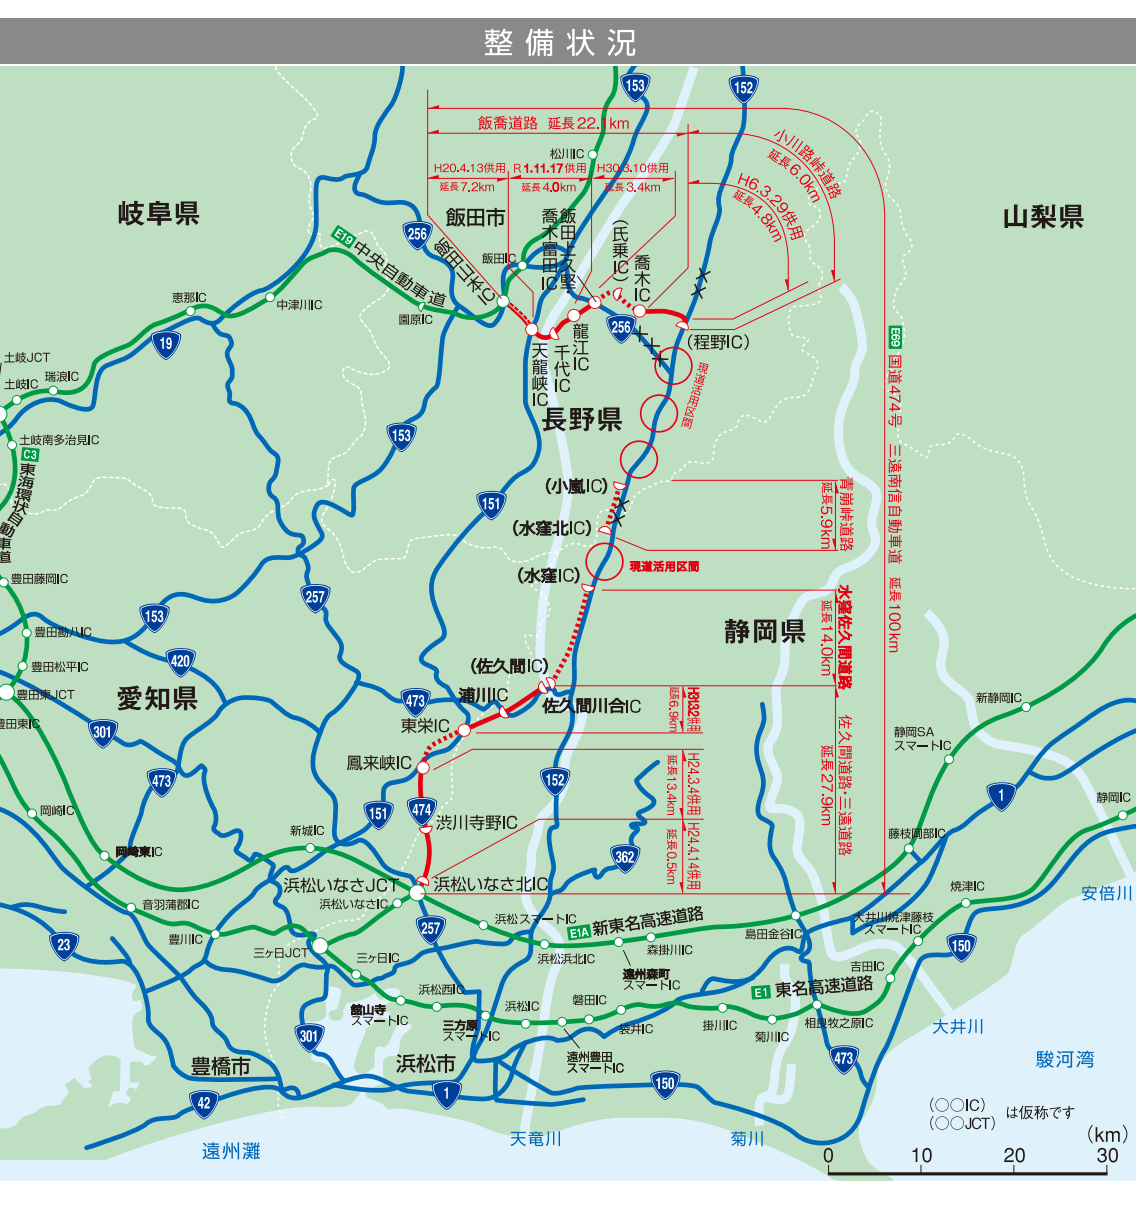 整備状況
153
152
飯喬道路 延長22.1km
小川路峠道路
延長6.0km
松川IC
H20.4.13供用
延長7.2km
R1.11.17供用
延長4.0km
H30.3.10供用
延長3.4km
H6.3.29供用
延長4.8km
岐阜県
飯田市
山梨県
256
E19
中央自動車道
飯田IC
飯田山本IC
喬木富田IC
飯田上久堅
(氏乗IC)
喬木IC
恵那IC
中津川IC
園原IC
19
256
(程野IC)
天龍峡IC
千代IC
龍江IC
土岐JCT
土岐IC
瑞浪IC
現道活用区間
E69
国道474号 三遠南信自動車道 延長100km
長野県
153
土岐南多治見IC
C3
東海環状自動車道
151
(小嵐IC)
(水窪北IC)
青崩峠道路
延長5.9km
(水窪IC)
現道活用区間
豊田藤岡IC
257
153
水窪佐久間道路
延長14.0km
静岡県
豊田勘八IC
420
豊田松平IC
(佐久間IC)
愛知県
豊田東JCT
豊田東IC
473
浦川IC
佐久間川合IC
東栄IC
延長6.9km
新静岡IC
301
静岡SA
スマートIC
佐久間道路・三遠道路
延長27.9km
鳳来峡IC
473
152
H24.3.4供用
延長13.4km
1
静岡IC
岡崎IC
151
474
渋川寺野IC
新城IC
362
H24.4.14供用
延長0.5km
藤枝岡部IC
岡崎東IC
浜松いなさJCT
浜松いなさ北IC
浜松いなさIC
焼津IC
安倍川
音羽蒲郡IC
257
浜松スマートIC
E1A
新東名高速道路
大井川焼津藤枝
スマートIC
島田金谷IC
23
豊川IC
150
三ヶ日JCT
三ヶ日IC
浜松浜北IC
森掛川IC
遠州森町
スマートIC
吉田IC
浜松西IC
E1
東名高速道路
舘山寺
スマートIC
三方原
スマートIC
浜松IC
磐田IC
袋井IC
掛川IC
菊川IC
相良牧之原IC
大井川
301
遠州豊田
スマートIC
豊橋市
浜松市
473
駿河湾
42
1
150
(○○IC)
(○○JCT)
は仮称です
遠州灘
天竜川
菊川
(km)
0 10 20 30